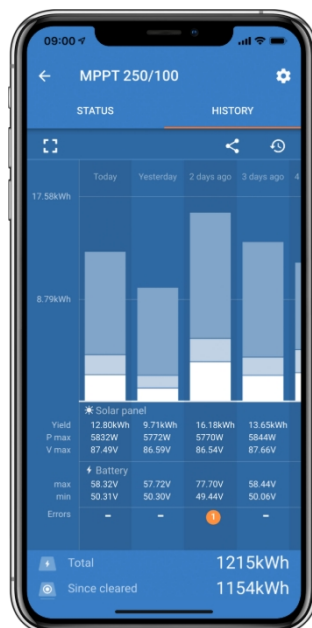 09:00
MPPT 250/100
STATUS HISTORY
Today Yesterday 2 days ago 3 days ago 4
17.58kWh
8.79kWh
Solar panel
Yield 12.80kWh 9.71kWh 16.18kWh 13.65kWh
P max 5832W 5772W 5770W 5844W
V max 87.49V 86.59V 86.54V 87.66V
Battery
max 58.32V 57.72V 77.70V 58.44V
min 50.31V 50.30V 49.44V 50.06V
Errors – – 1 –
Total 1215kWh
Since cleared 1154kWh